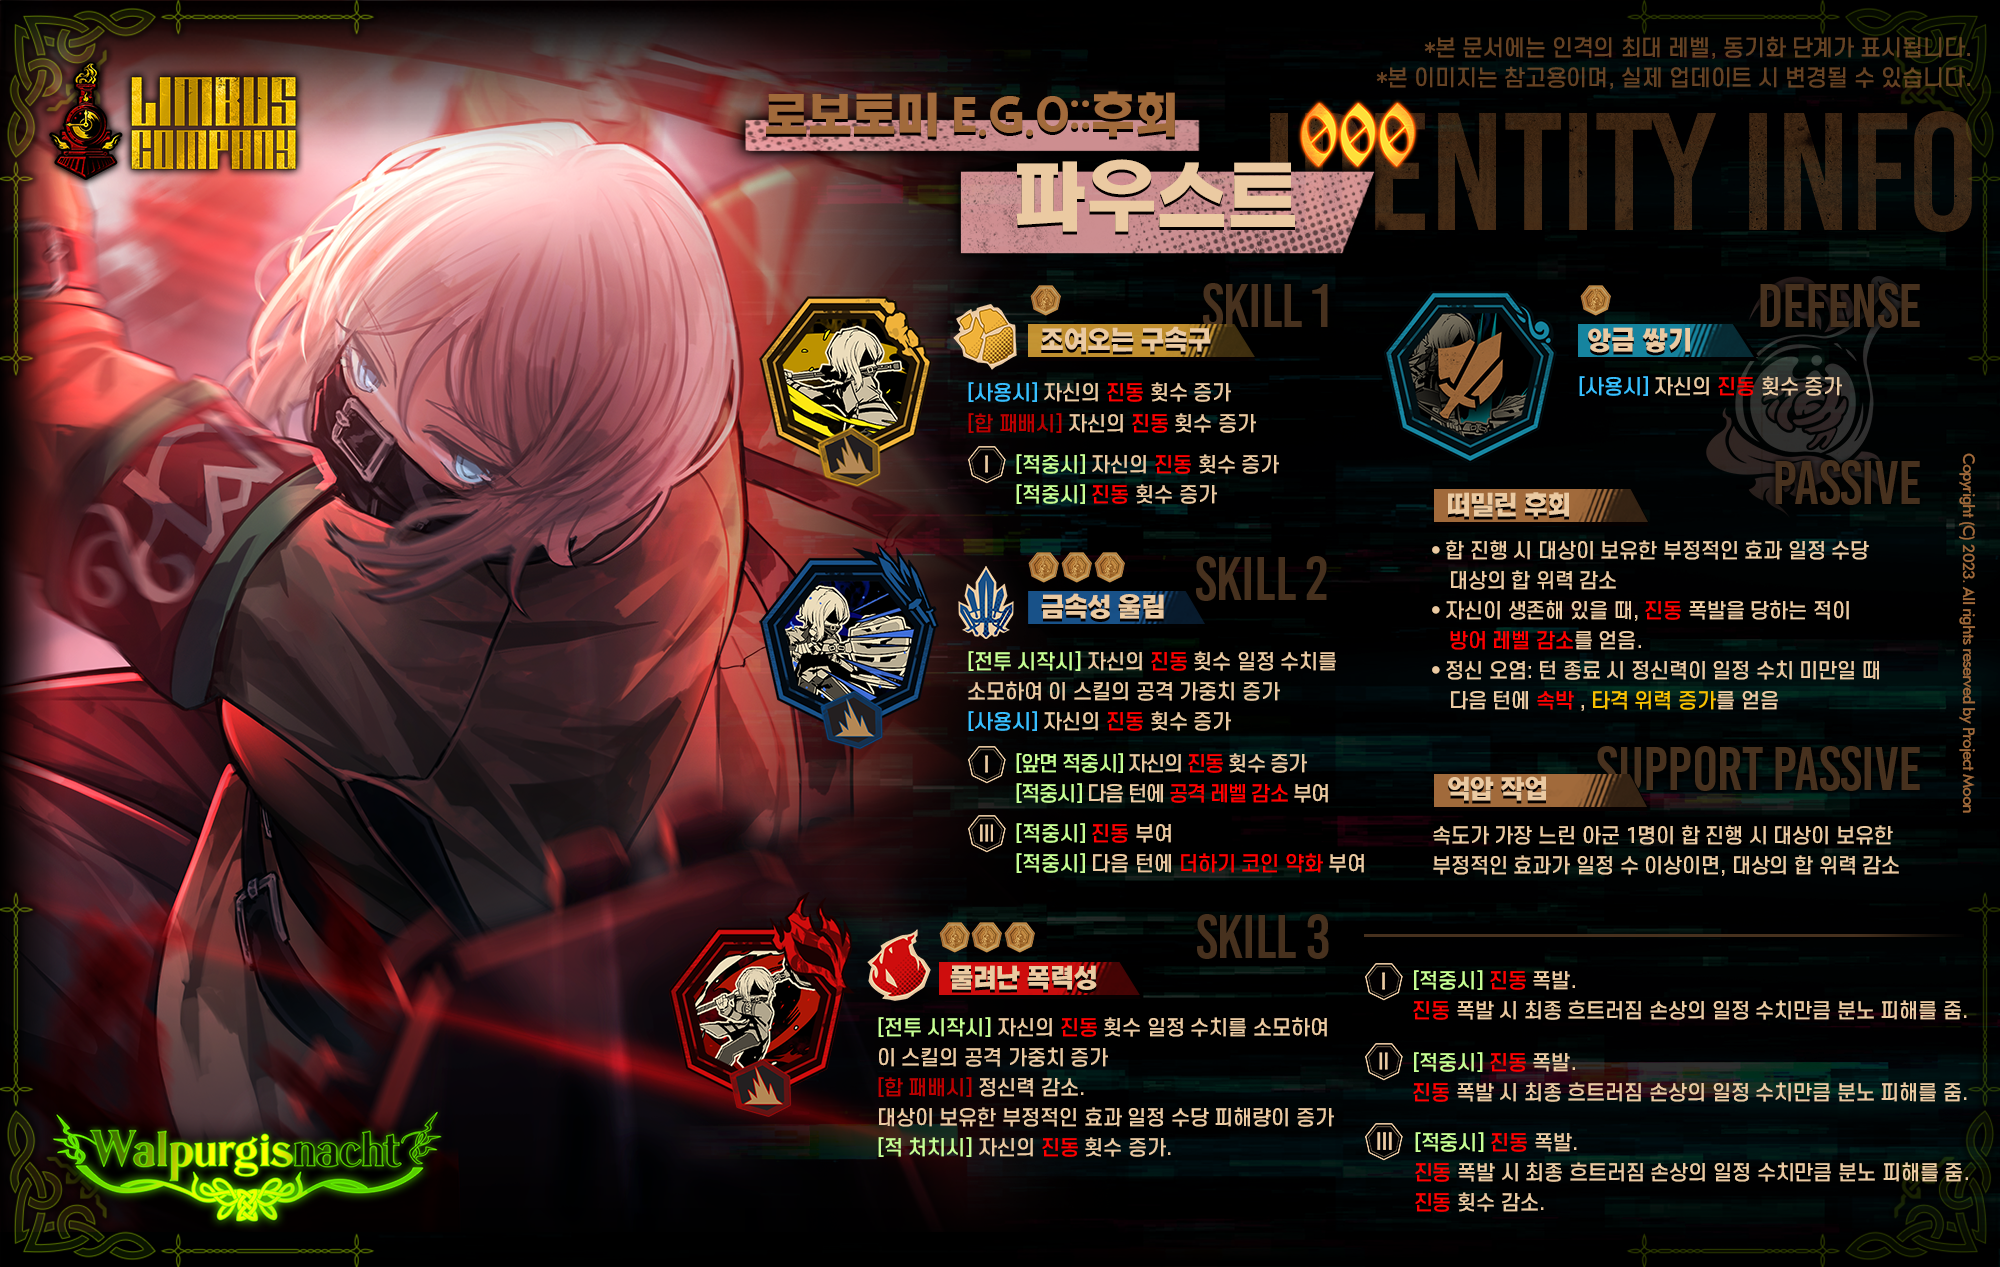 *본 문서에는 인격의 최대 레벨, 동기화 단계가 표시됩니다.
*본 이미지는 참고용이며, 실제 업데이트 시 변경될 수 있습니다.
LIMBUS
COMPANY
로보토미 E.G.O::후회
000
파우스트
IDENTITY INFO
SKILL 1
조여오는 구속구
[사용시] 자신의 진동 횟수 증가
[합 패배시] 자신의 진동 횟수 증가
I [적중시] 자신의 진동 횟수 증가
[적중시] 진동 횟수 증가
SKILL 2
금속성 울림
[전투 시작시] 자신의 진동 횟수 일정 수치를
소모하여 이 스킬의 공격 가중치 증가
[사용시] 자신의 진동 횟수 증가
I [앞면 적중시] 자신의 진동 횟수 증가
[적중시] 다음 턴에 공격 레벨 감소 부여
III [적중시] 진동 부여
[적중시] 다음 턴에 더하기 코인 약화 부여
SKILL 3
풀려난 폭력성
[전투 시작시] 자신의 진동 횟수 일정 수치를 소모하여
이 스킬의 공격 가중치 증가
[합 패배시] 정신력 감소.
대상이 보유한 부정적인 효과 일정 수당 피해량이 증가
[적 처치시] 자신의 진동 횟수 증가.
I [적중시] 진동 폭발.
진동 폭발 시 최종 흐트러짐 손상의 일정 수치만큼 분노 피해를 줌.
II [적중시] 진동 폭발.
진동 폭발 시 최종 흐트러짐 손상의 일정 수치만큼 분노 피해를 줌.
III [적중시] 진동 폭발.
진동 폭발 시 최종 흐트러짐 손상의 일정 수치만큼 분노 피해를 줌.
진동 횟수 감소.
DEFENSE
앙금 쌓기
[사용시] 자신의 진동 횟수 증가
PASSIVE
떠밀린 후회
• 합 진행 시 대상이 보유한 부정적인 효과 일정 수당
대상의 합 위력 감소
• 자신이 생존해 있을 때, 진동 폭발을 당하는 적이
방어 레벨 감소를 얻음.
• 정신 오염: 턴 종료 시 정신력이 일정 수치 미만일 때
다음 턴에 속박 , 타격 위력 증가를 얻음
SUPPORT PASSIVE
억압 작업
속도가 가장 느린 아군 1명이 합 진행 시 대상이 보유한
부정적인 효과가 일정 수 이상이면, 대상의 합 위력 감소
Copyright (C) 2023. All rights reserved by Project Moon
Walpurgisnacht